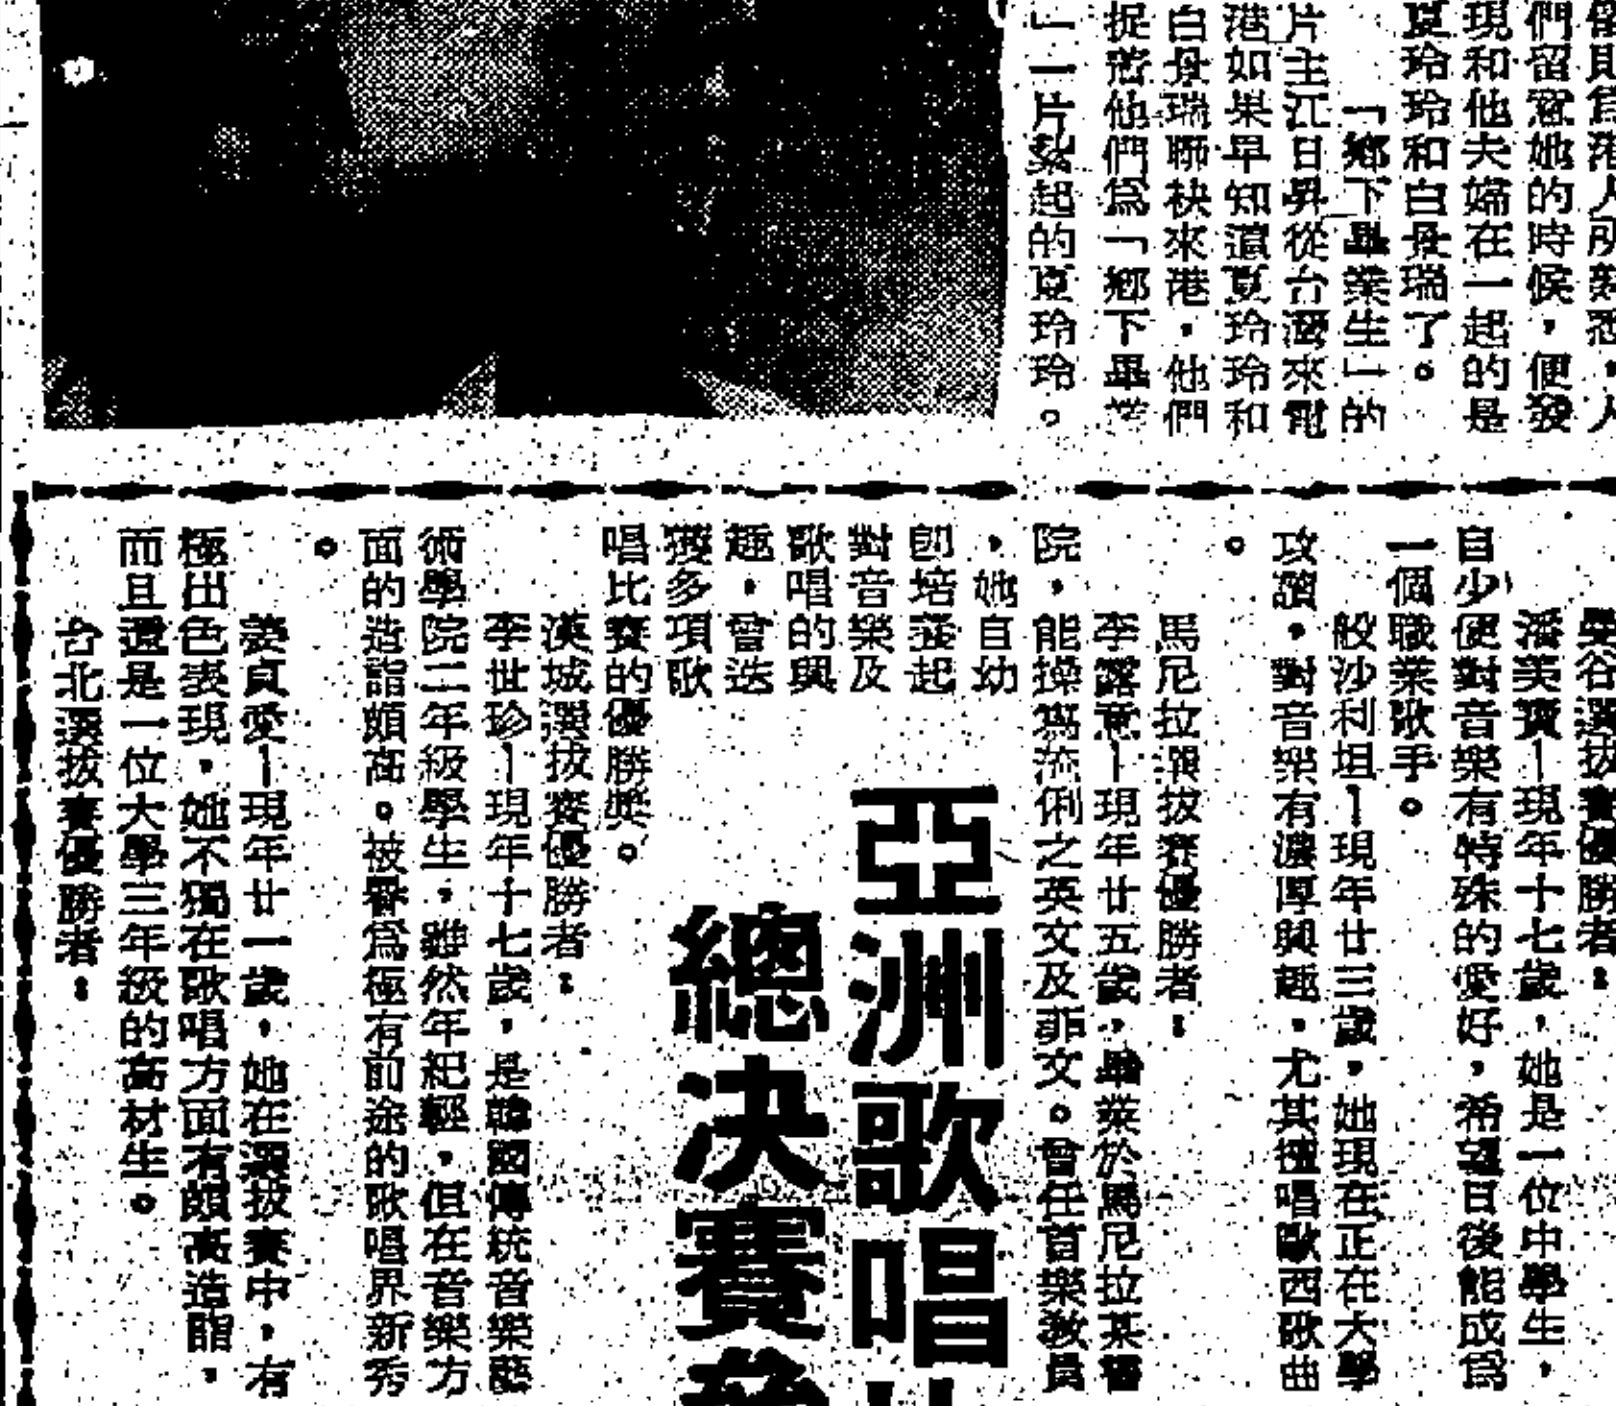 們留意她的時候，便發
現和他夫婦在一起的是
夏玲玲和白毋瑞了。
「鄉下畢業生」的
片主江日昇從台灣來電
港如果早知道夏玲玲和
白毋瑞聯袂來港，他們
捉着他們爲「鄉下畢業
」一片紮起的夏玲玲。
曼谷選拔賽優勝者：
潘美寶－現年十七歲，她是一位中學生，
自少便對音樂有特殊的愛好，希望日後能成爲
一個職業歌手。
般沙利坦－現年廿三歲，她現在正在大學
攻讀，對音樂有濃厚興趣，尤其擅唱歐西歌曲
。
馬尼拉選拔賽優勝者：
李露意－現年廿五歲，畢業於馬尼拉某書
院，能操寫流俐之英文及菲文。曾任首樂教員
，她自幼
卽培養起
對音樂及
歌唱的興
趣，曾迭
獲多項歌
唱比賽的優勝獎。
亞洲歌唱
總決賽
漢城選拔賽優勝者：
李世珍－現年十七歲，是韓國傳統音樂藝
術學院二年級學生，雖然年紀輕，但在音樂方
面的造詣頗高。被譽爲極有前途的歌唱界新秀
。
姜貞愛－現年廿一歲，她在選拔賽中，有
極出色表現，她不獨在歌唱方面有頗高造詣，
而且還是一位大學三年級的高材生。
台北選拔賽優勝者：